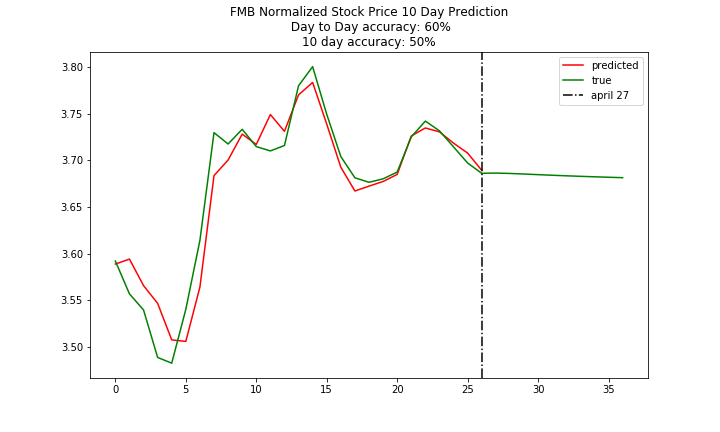 FMB Normalized Stock Price 10 Day Prediction
Day to Day accuracy: 60%
10 day accuracy: 50%
predicted
true
april 27
3.80
3.75
3.70
3.65
3.60
3.55
3.50
0 5 10 15 20 25 30 35